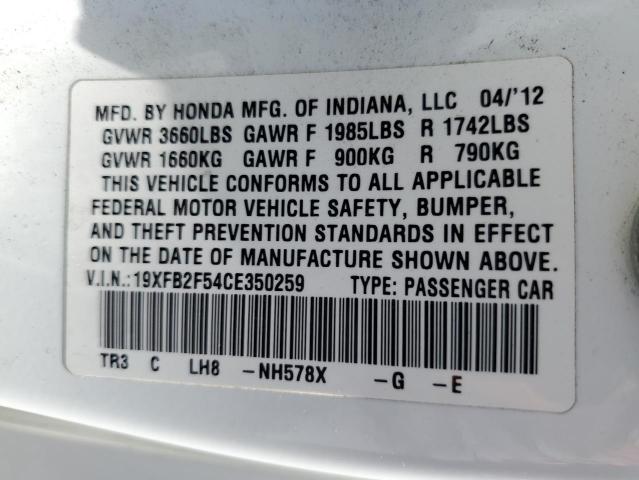 MFD. BY HONDA MFG. OF INDIANA, LLC 04/'12
GVWR 3660LBS GAWR F 1985LBS R 1742LBS
GVWR 1660KG GAWR F 900KG R 790KG
THIS VEHICLE CONFORMS TO ALL APPLICABLE
FEDERAL MOTOR VEHICLE SAFETY, BUMPER,
AND THEFT PREVENTION STANDARDS IN EFFECT
ON THE DATE OF MANUFACTURE SHOWN ABOVE.
V.I.N.:19XFB2F54CE350259 TYPE: PASSENGER CAR
TR3 C LH8 -NH578X -G -E